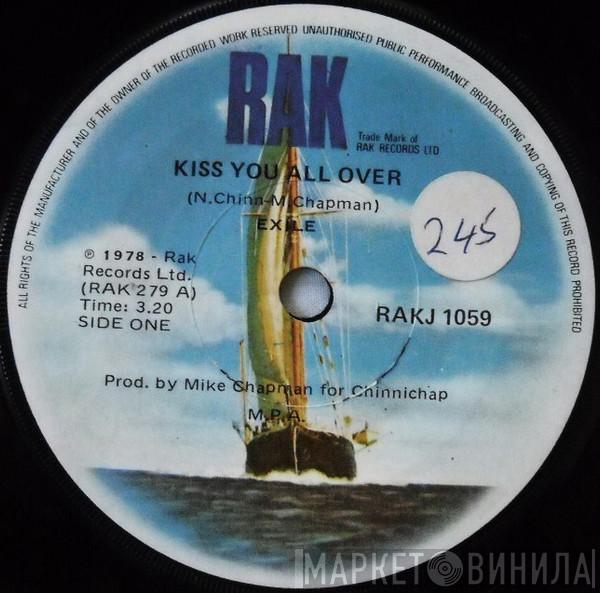 ALL RIGHTS OF THE MANUFACTURER AND OF THE OWNER OF THE RECORDED WORK RESERVED UNAUTHORISED PUBLIC PERFORMANCE BROADCASTING AND COPYING OF THIS RECORD PROHIBITED
RAK
Trade Mark of
RAK RECORDS LTD
KISS YOU ALL OVER
(N.Chinn-M.Chapman)
EXILE
245
℗ 1978 - Rak
Records Ltd.
(RAK 279 A)
Time: 3.20
SIDE ONE
RAKJ 1059
Prod. by Mike Chapman for Chinnichap
M.P.A.
МАРКЕТ ВИНИЛА